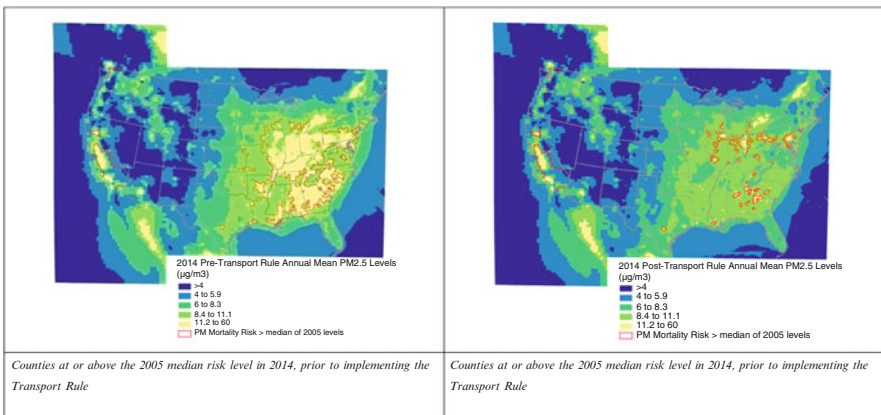 2014 Pre-Transport Rule Annual Mean PM2.5 Levels
(µg/m3)
>4
4 to 5.9
6 to 8.3
8.4 to 11.1
11.2 to 60
PM Mortality Risk > median of 2005 levels
Counties at or above the 2005 median risk level in 2014, prior to implementing the
Transport Rule
2014 Post-Transport Rule Annual Mean PM2.5 Levels
(µg/m3)
>4
4 to 5.9
6 to 8.3
8.4 to 11.1
11.2 to 60
PM Mortality Risk > median of 2005 levels
Counties at or above the 2005 median risk level in 2014, prior to implementing the
Transport Rule